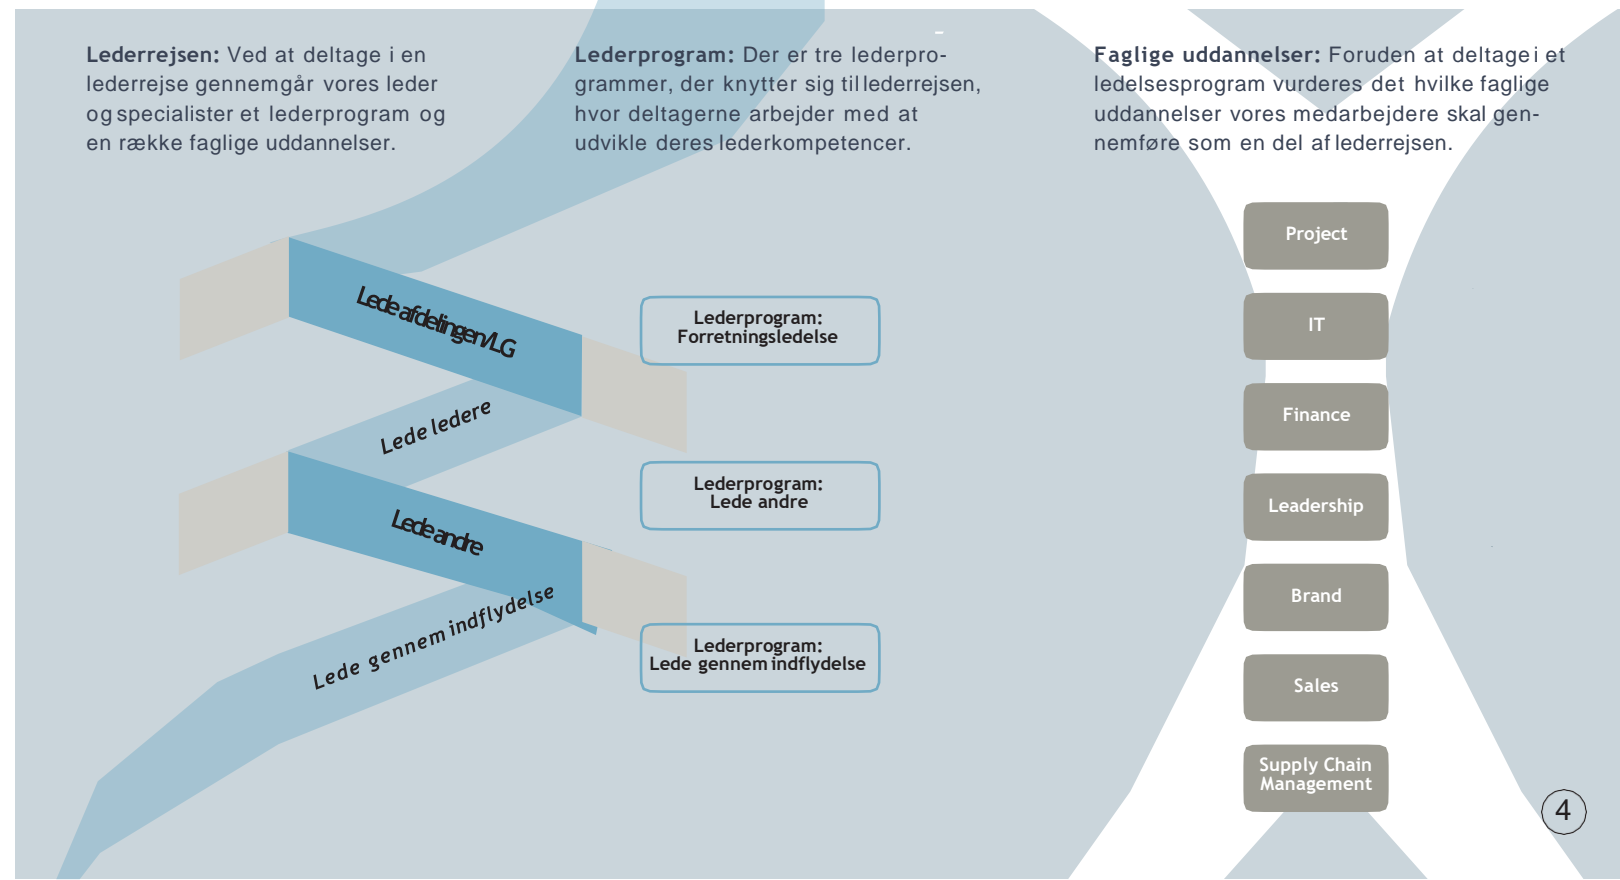 Lederrejsen: Ved at deltage i en
lederrejse gennemgår vores leder
og specialister et lederprogram og
en række faglige uddannelser.
Lederprogram: Der er tre lederpro-
grammer, der knytter sig til lederrejsen,
hvor deltagerne arbejder med at
udvikle deres lederkompetencer.
Faglige uddannelser: Foruden at deltage i et
ledelsesprogram vurderes det hvilke faglige
uddannelser vores medarbejdere skal gen-
nemføre som en del af lederrejsen.
Lede afdelingen/LG
Lede ledere
Lede andre
Lede gennem indflydelse
Lederprogram:
Forretningsledelse
Lederprogram:
Lede andre
Lederprogram:
Lede gennem indflydelse
Project
IT
Finance
Leadership
Brand
Sales
Supply Chain
Management
4